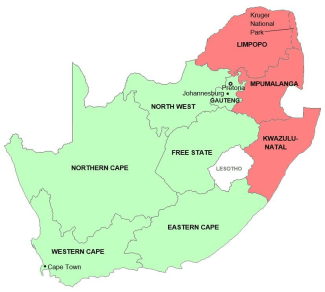 Kruger
National
Park
LIMPOPO
Pretoria
MPUMALANGA
Johannesburg
GAUTENG
NORTH WEST
KWAZULU-
NATAL
FREE STATE
LESOTHO
NORTHERN CAPE
EASTERN CAPE
WESTERN CAPE
Cape Town